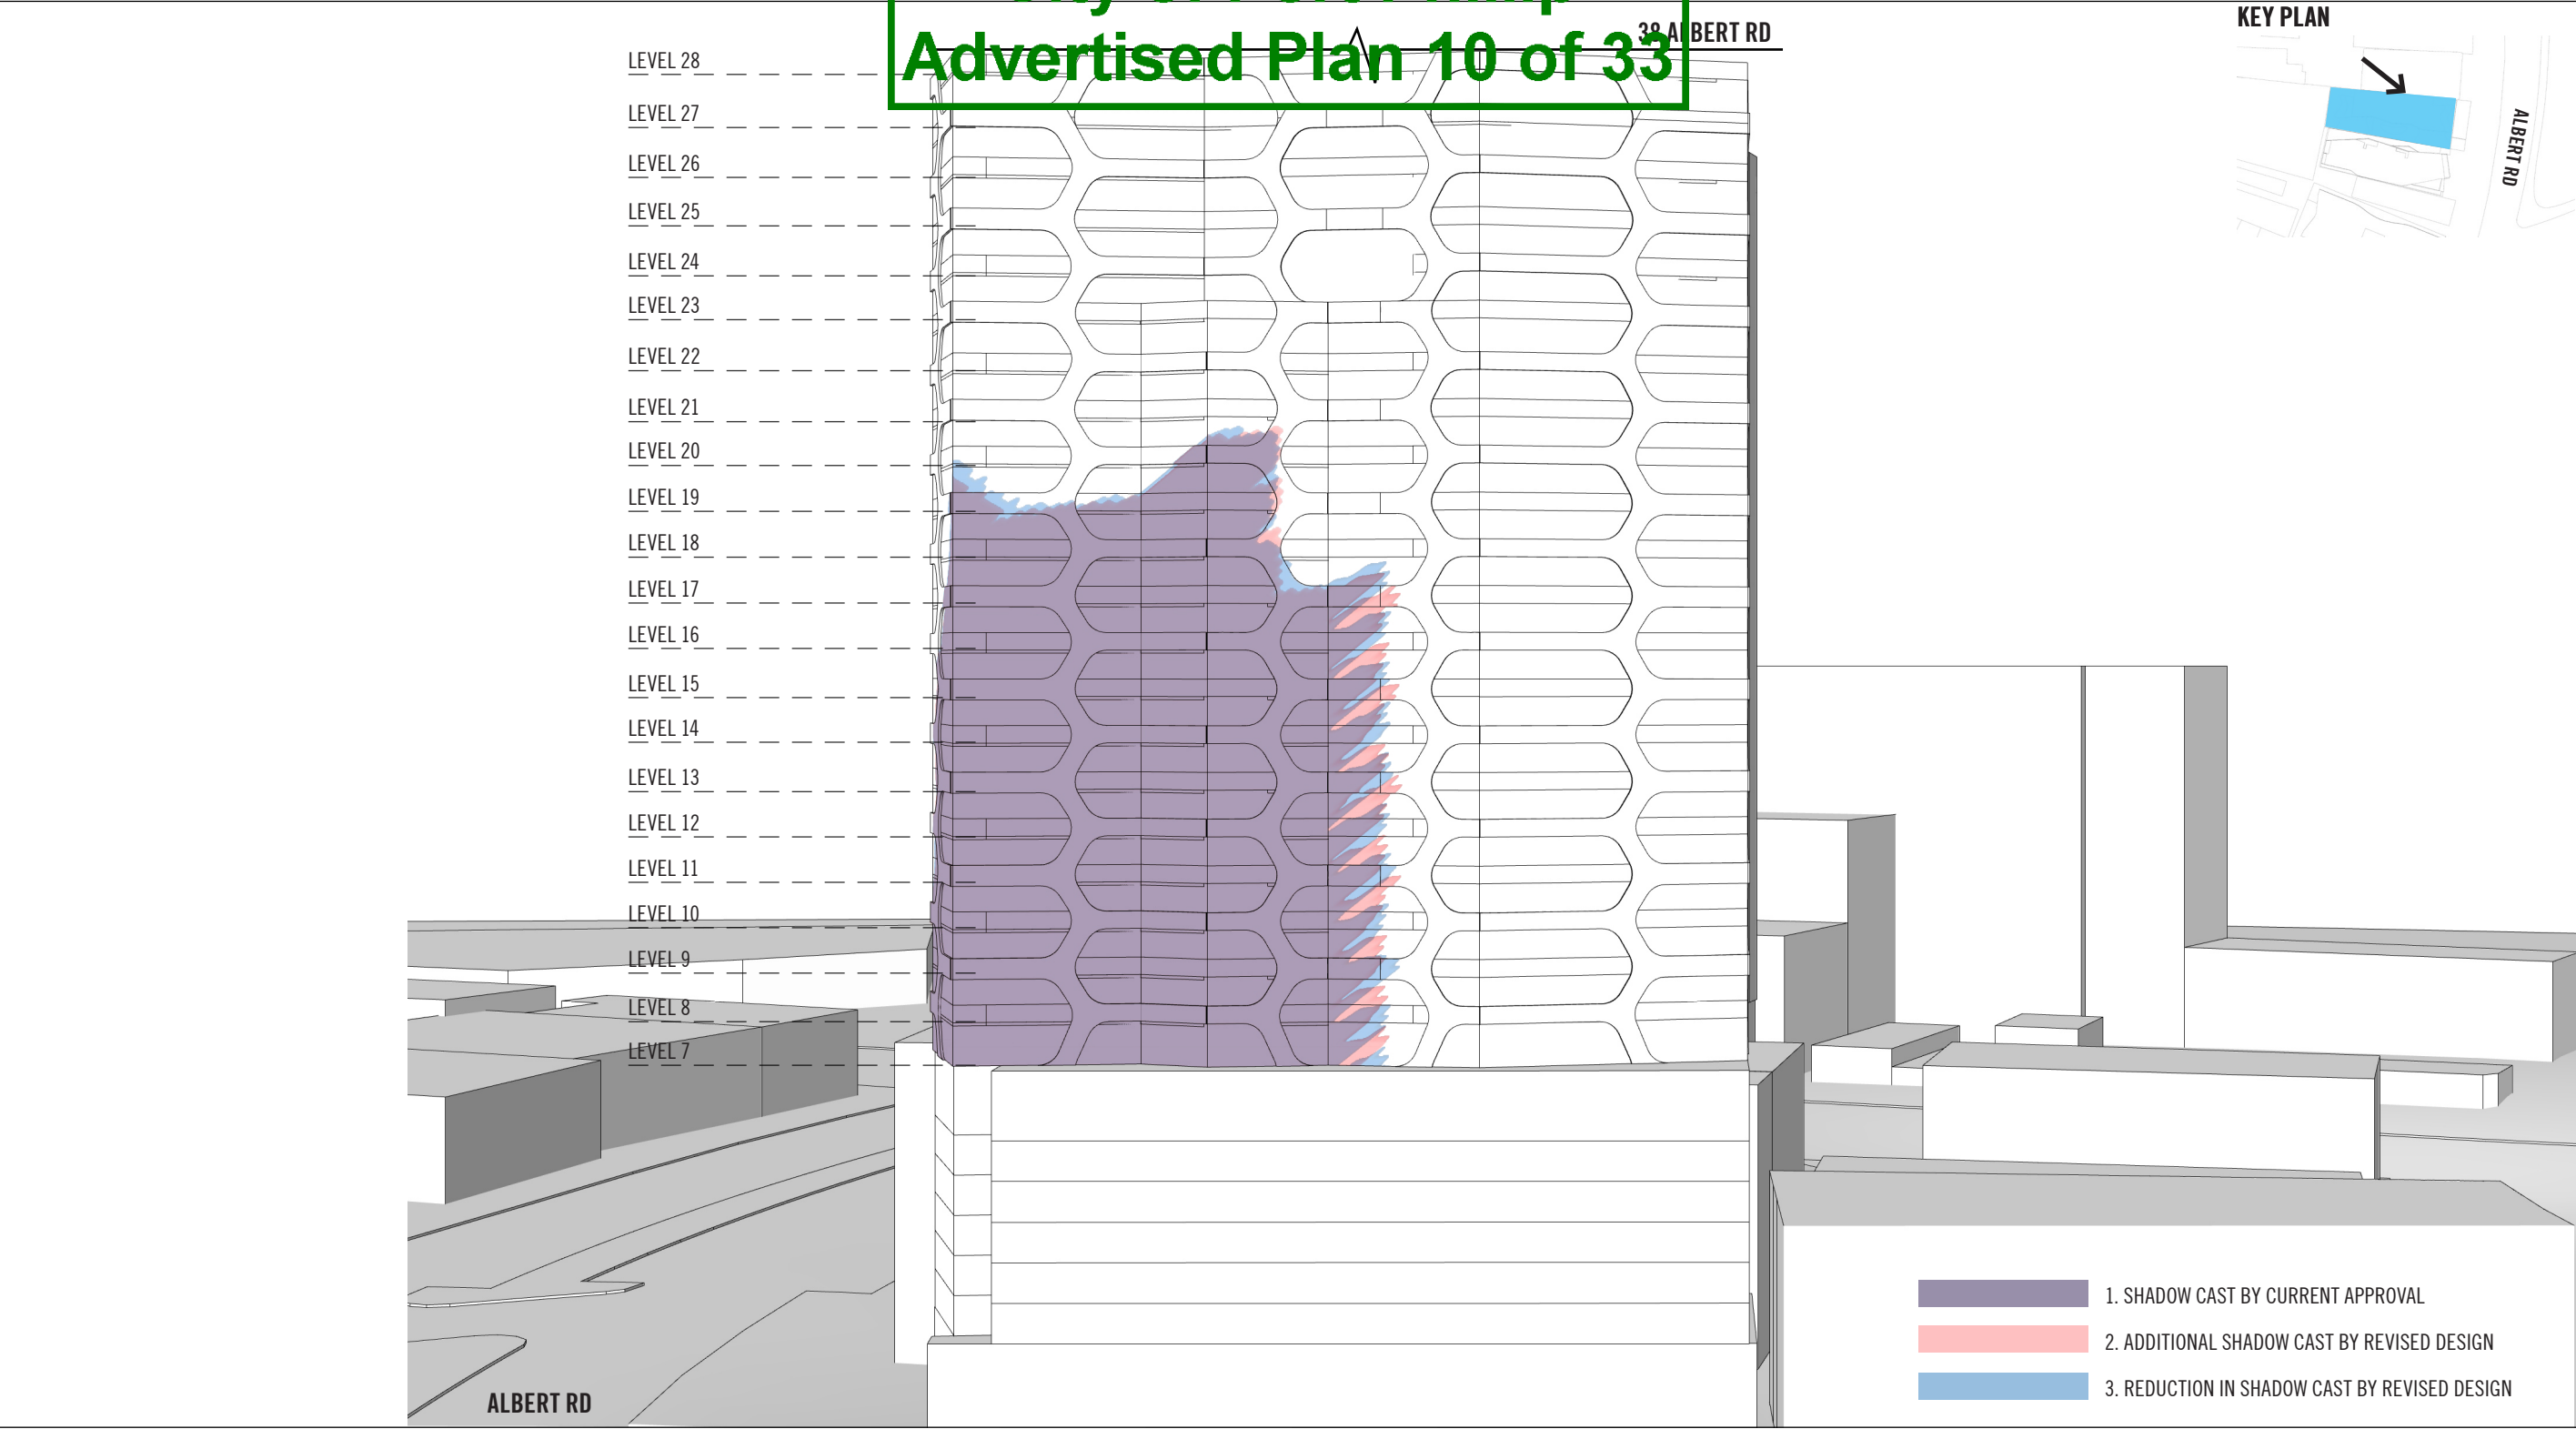 Advertised Plan 10 of 33
38 ALBERT RD
KEY PLAN
ALBERT RD
LEVEL 28
LEVEL 27
LEVEL 26
LEVEL 25
LEVEL 24
LEVEL 23
LEVEL 22
LEVEL 21
LEVEL 20
LEVEL 19
LEVEL 18
LEVEL 17
LEVEL 16
LEVEL 15
LEVEL 14
LEVEL 13
LEVEL 12
LEVEL 11
LEVEL 10
LEVEL 9
LEVEL 8
LEVEL 7
1. SHADOW CAST BY CURRENT APPROVAL
2. ADDITIONAL SHADOW CAST BY REVISED DESIGN
3. REDUCTION IN SHADOW CAST BY REVISED DESIGN
ALBERT RD